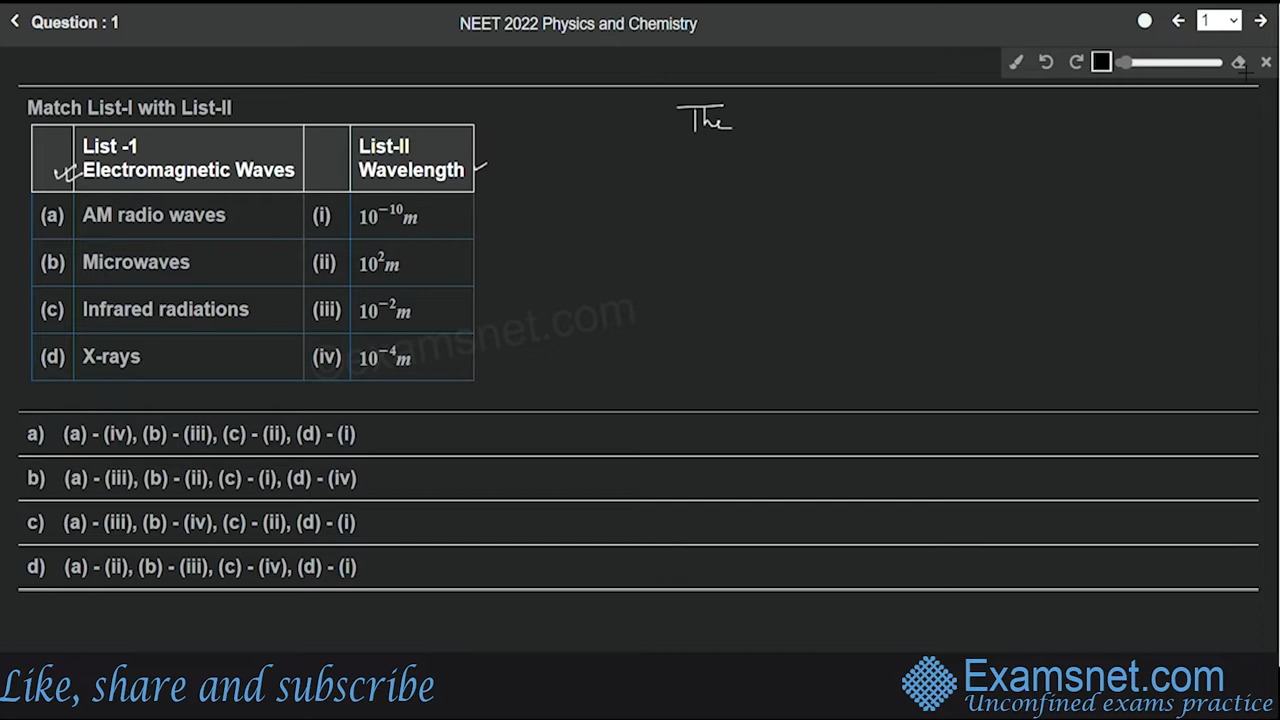 Question : 1
NEET 2022 Physics and Chemistry
1
Match List-I with List-II
The
List -1
Electromagnetic Waves
List-II
Wavelength
(a) AM radio waves (i) 10⁻¹⁰m
(b) Microwaves (ii) 10²m
(c) Infrared radiations (iii) 10⁻²m
(d) X-rays (iv) 10⁻⁴m
©examsnet.com
a) (a) - (iv), (b) - (iii), (c) - (ii), (d) - (i)
b) (a) - (iii), (b) - (ii), (c) - (i), (d) - (iv)
c) (a) - (iii), (b) - (iv), (c) - (ii), (d) - (i)
d) (a) - (ii), (b) - (iii), (c) - (iv), (d) - (i)
Like, share and subscribe
Examsnet.com
Unconfined exams practice